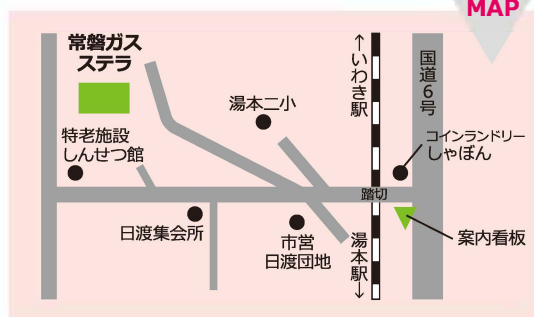 MAP
常磐ガス
ステラ
↑いわき駅
国道6号
湯本二小
コインランドリー
しゃぼん
特老施設
しんせつ館
踏切
日渡集会所
市営
日渡団地
湯本駅↓
案内看板